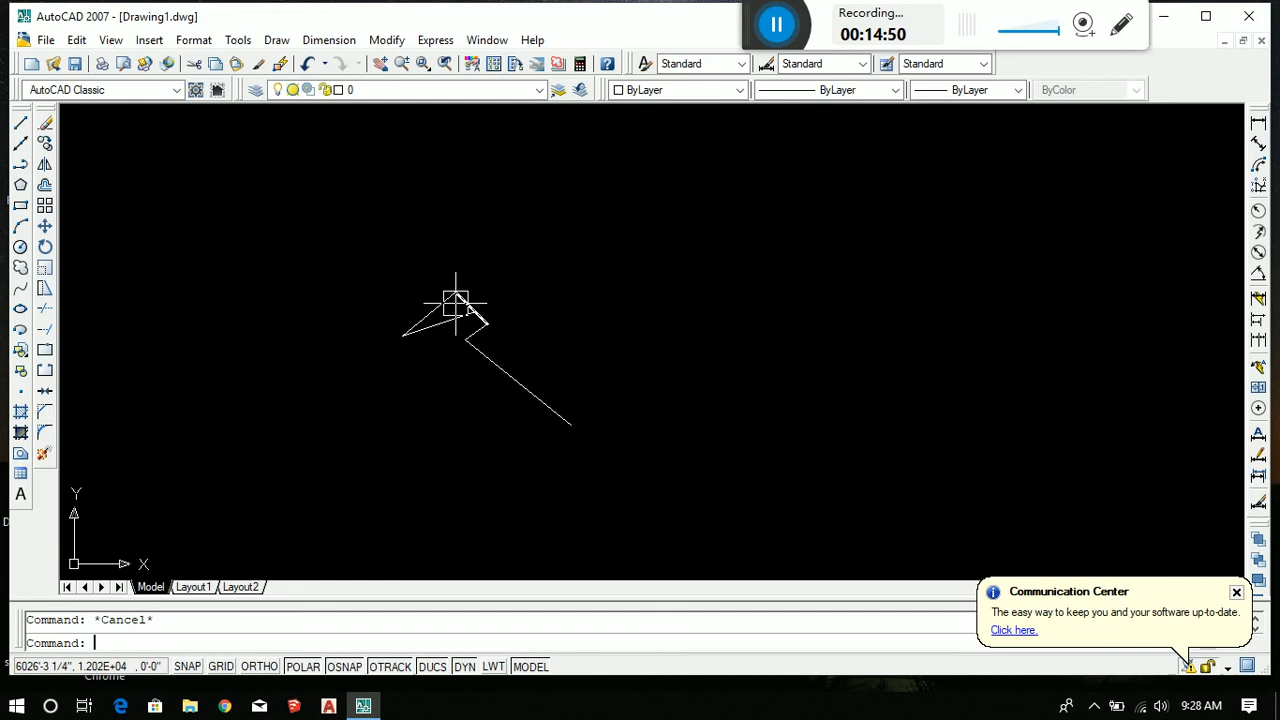 AutoCAD 2007 - [Drawing1.dwg]
Recording...
00:14:50
File Edit View Insert Format Tools Draw Dimension Modify Express Window Help
Standard Standard Standard
AutoCAD Classic 0 ByLayer ByLayer ByLayer ByColor
Y
X
Model Layout1 Layout2
Communication Center
The easy way to keep you and your software up-to-date.
Click here.
Command: *Cancel*
Command:
6026'-3 1/4", 1.202E+04 , 0'-0" SNAP GRID ORTHO POLAR OSNAP OTRACK DUCS DYN LWT MODEL
Chrome
9:28 AM